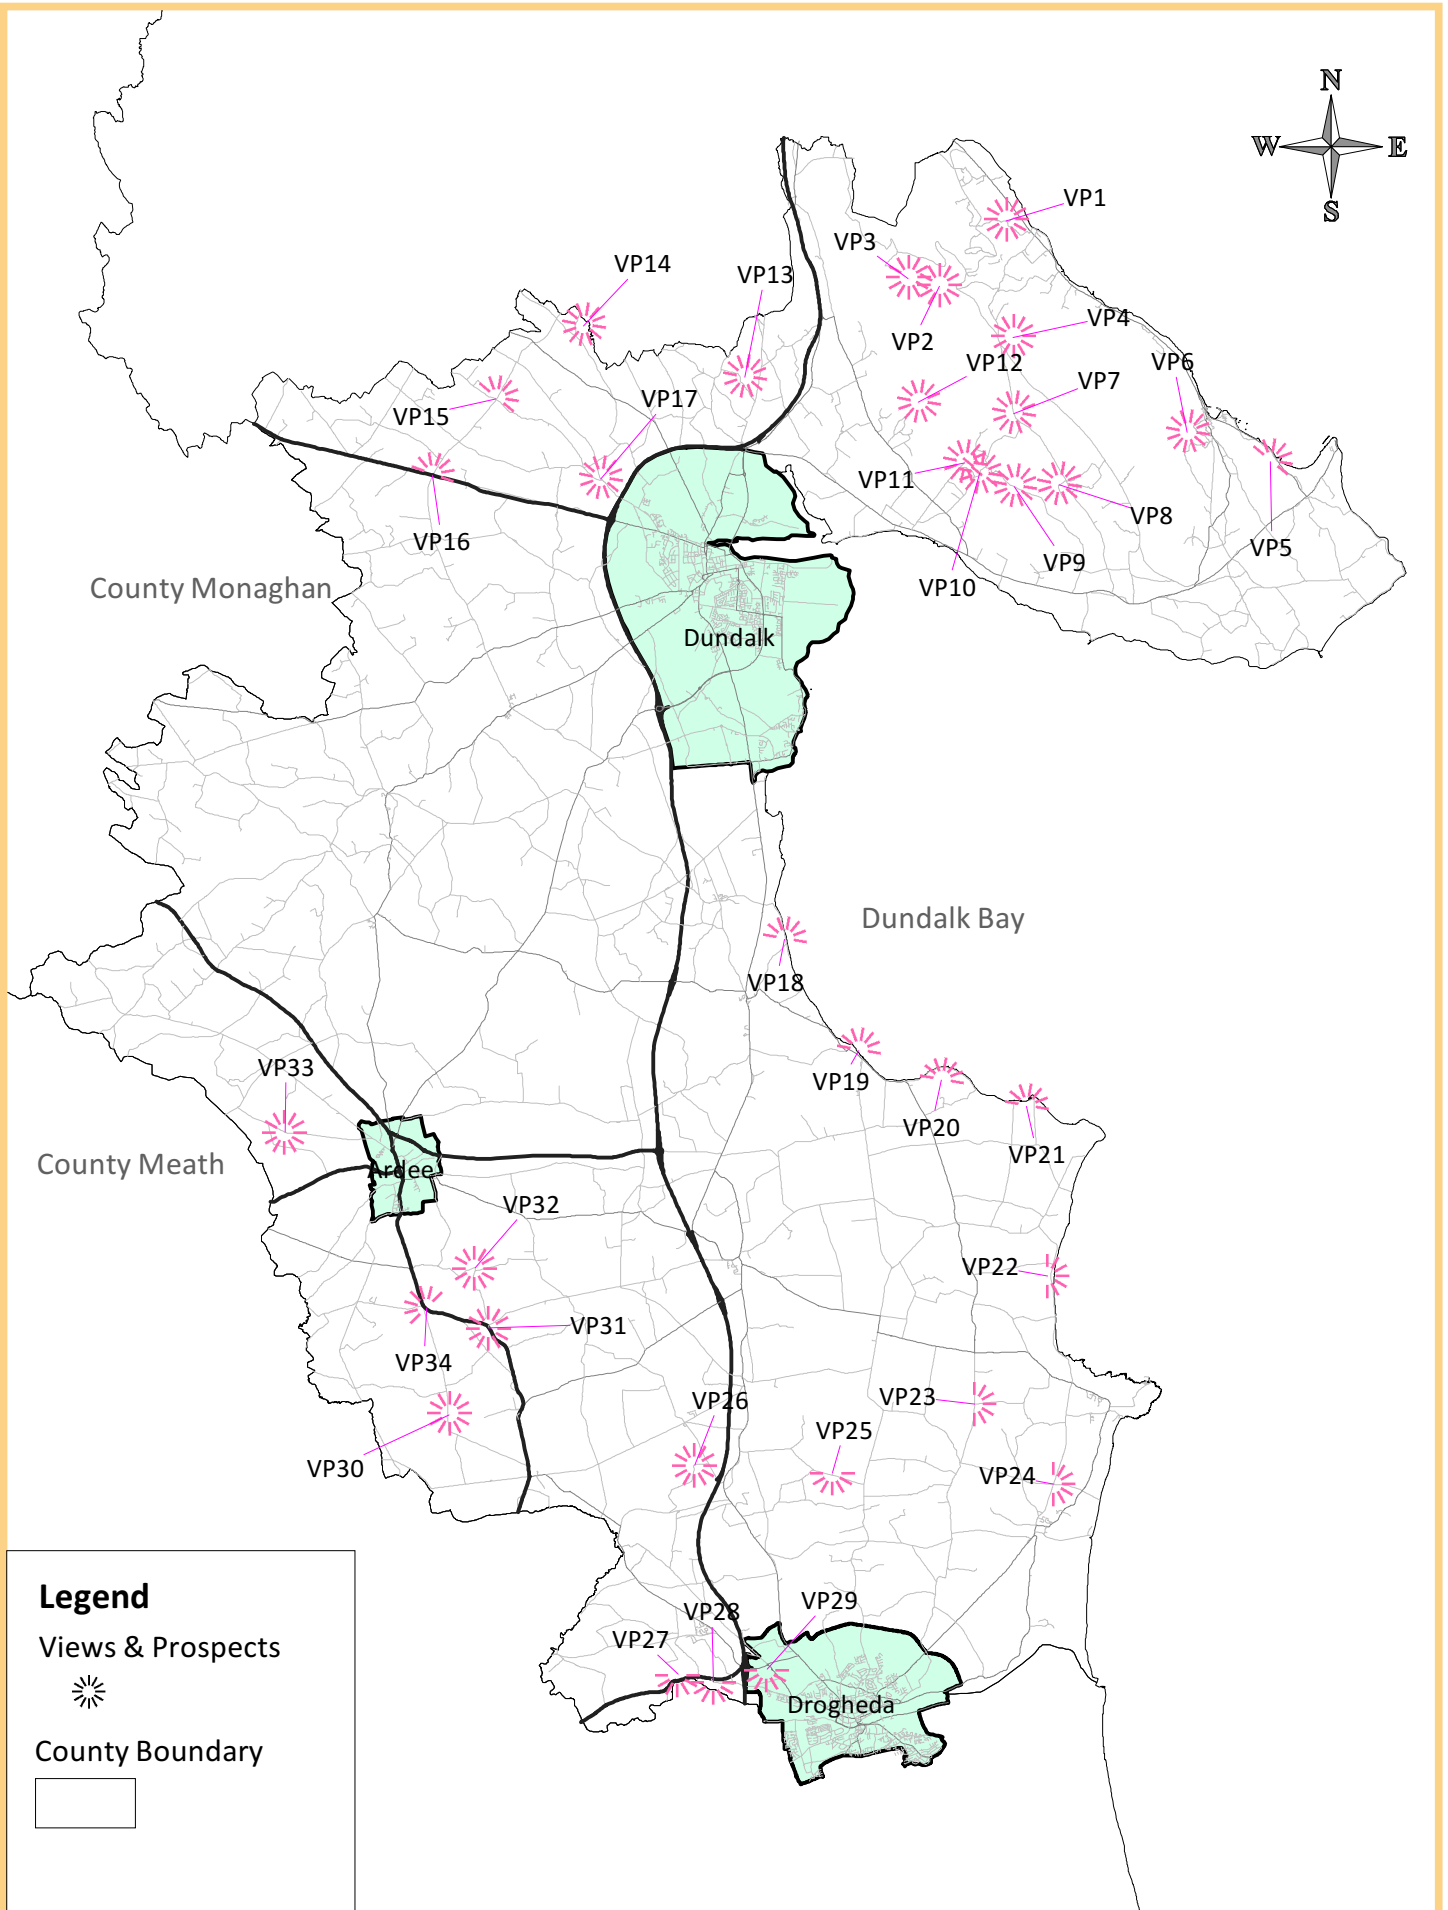 N
W E
S
VP1
VP3
VP14
VP13
VP4
VP2
VP12
VP6
VP7
VP17
VP15
VP11
VP8
VP16
VP5
VP9
VP10
County Monaghan
Dundalk
Dundalk Bay
VP18
VP33
VP19
VP20
VP21
County Meath
Ardee
VP32
VP22
VP31
VP34
VP23
VP26
VP25
VP30
VP24
Legend
VP29
VP28
VP27
Views & Prospects
Drogheda
County Boundary